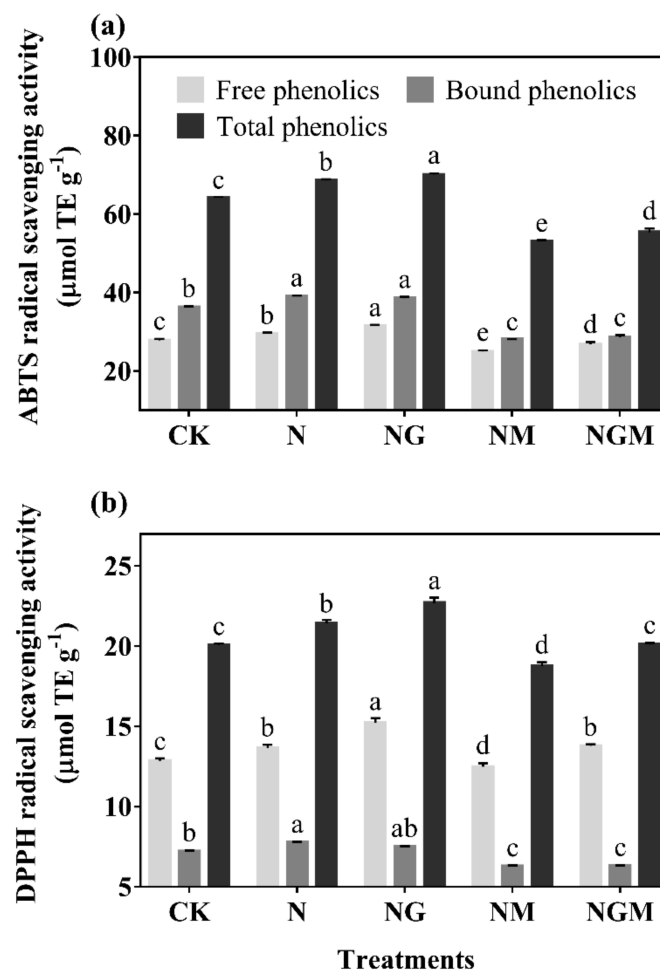 (a)
ABTS radical scavenging activity
(μmol TE g⁻¹)
100
80
60
40
20
Free phenolics
Bound phenolics
Total phenolics
c b c
b a b
a a a
e c e
d c d
CK N NG NM NGM
(b)
DPPH radical scavenging activity
(μmol TE g⁻¹)
25
20
15
10
5
c b c
b a b
a ab a
d c d
b c c
CK N NG NM NGM
Treatments